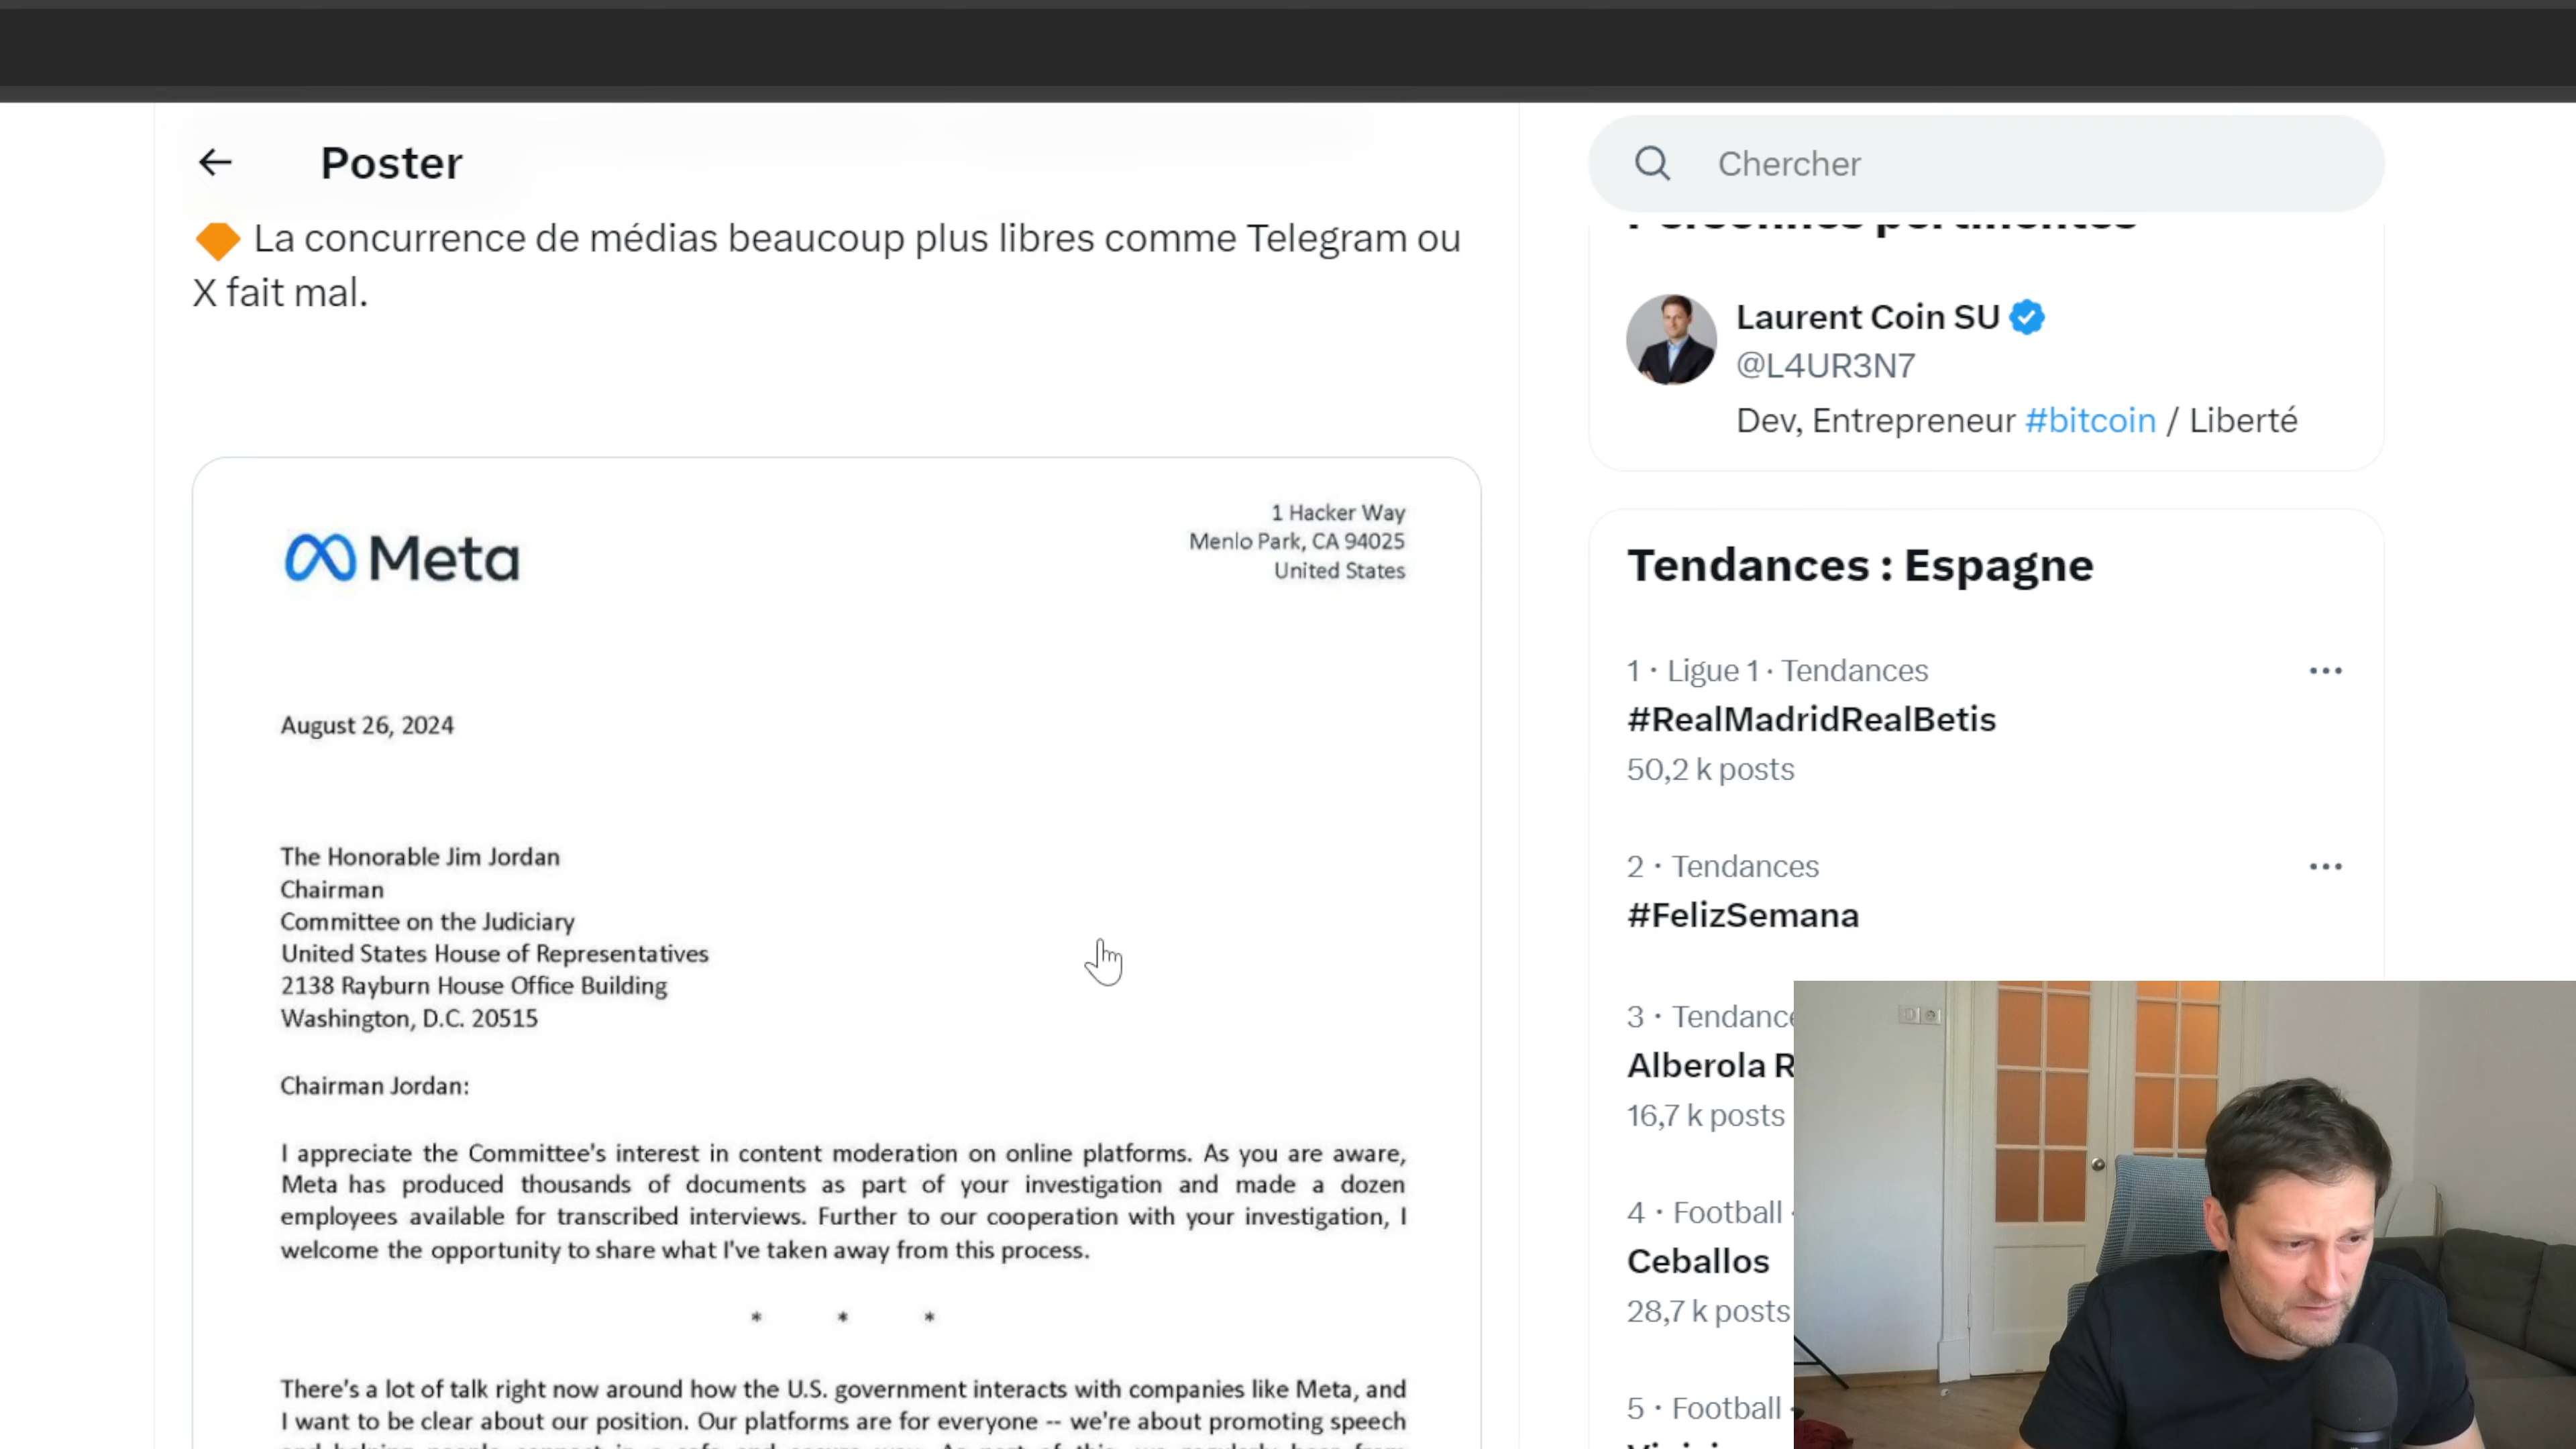 Poster
Chercher
🔶 La concurrence de médias beaucoup plus libres comme Telegram ou
X fait mal.
Personnes pertinentes
Laurent Coin SU
@L4UR3N7
Dev, Entrepreneur #bitcoin / Liberté
Meta
1 Hacker Way
Menlo Park, CA 94025
United States
August 26, 2024
The Honorable Jim Jordan
Chairman
Committee on the Judiciary
United States House of Representatives
2138 Rayburn House Office Building
Washington, D.C. 20515
Chairman Jordan:
I appreciate the Committee's interest in content moderation on online platforms. As you are aware,
Meta has produced thousands of documents as part of your investigation and made a dozen
employees available for transcribed interviews. Further to our cooperation with your investigation, I
welcome the opportunity to share what I've taken away from this process.
* * *
There's a lot of talk right now around how the U.S. government interacts with companies like Meta, and
I want to be clear about our position. Our platforms are for everyone -- we're about promoting speech
Tendances : Espagne
1 · Ligue 1 · Tendances
#RealMadridRealBetis
50,2 k posts
2 · Tendances
#FelizSemana
3 · Tendance
Alberola R
16,7 k posts
4 · Football ·
Ceballos
28,7 k posts
5 · Football ·